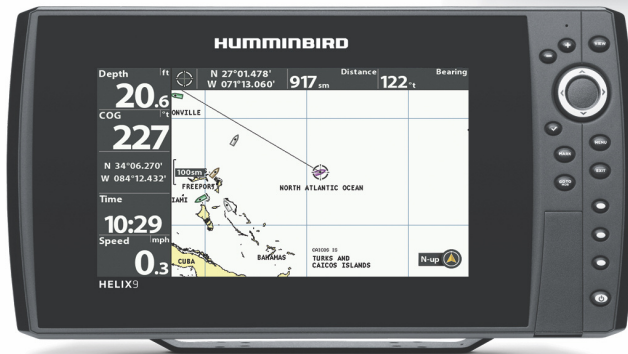 HUMMINBIRD
Depth ft
20.6
COG °t
227
N 34°06.270'
W 084°12.432'
Time
10:29
Speed mph
0.3
N 27°01.478'
W 071°13.060'
Distance
917 sm
Bearing
122 °t
ONVILLE
100sm
FREEPORT
IAMI
NORTH ATLANTIC OCEAN
CUBA
BAHAMAS
CAICOS IS
TURKS AND
CAICOS ISLANDS
N-up
HELIX9
+
VIEW
-
MENU
MARK
EXIT
GOTO